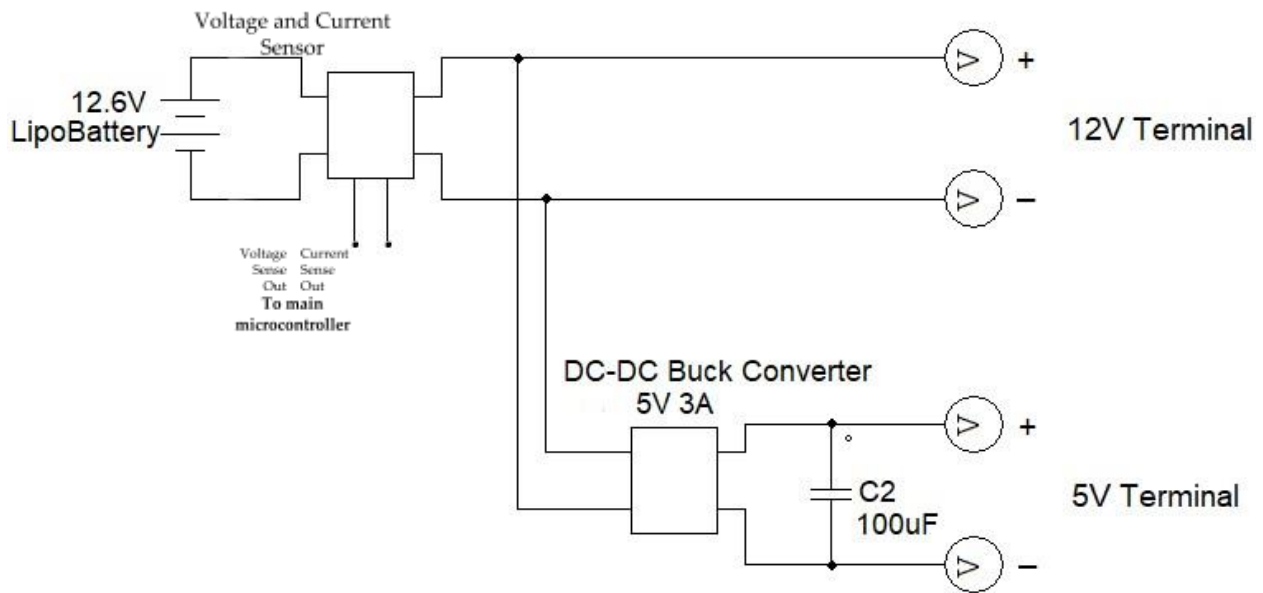 Voltage and Current
Sensor
12.6V
LipoBattery
+
12V Terminal
−
Voltage Current
Sense Sense
Out Out
To main
microcontroller
DC-DC Buck Converter
5V 3A
+
C2
100uF
5V Terminal
−
V
V
V
V